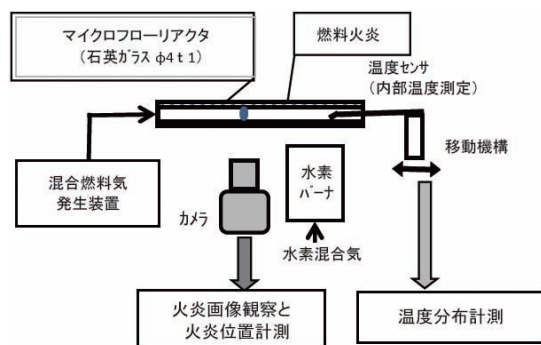 マイクロフローリアクタ
（石英ガラス φ4 t 1）
燃料火炎
温度センサ
（内部温度測定）
移動機構
混合燃料気
発生装置
カメラ
水素
バーナ
水素混合気
火炎画像観察と
火炎位置計測
温度分布計測